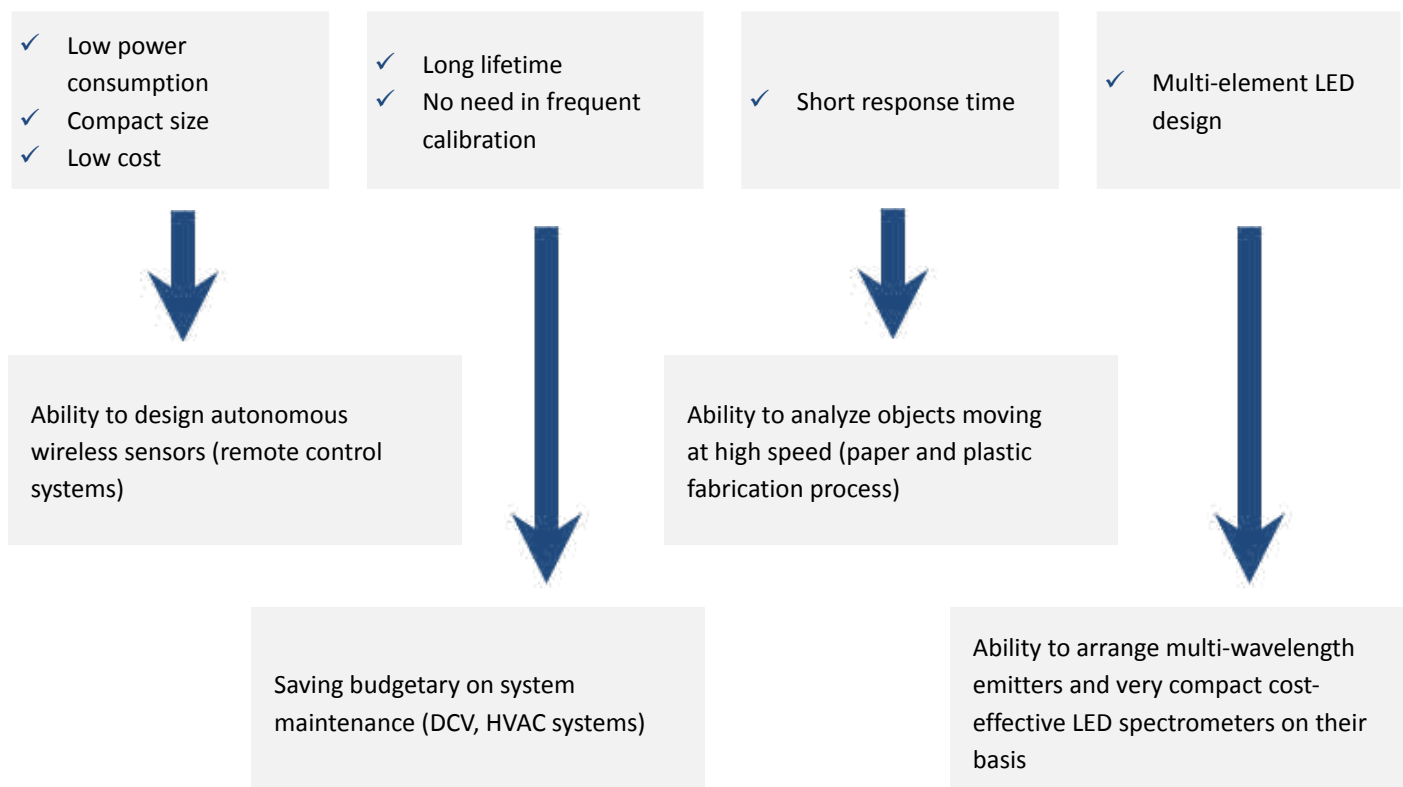 ✓ Low power
consumption
✓ Compact size
✓ Low cost
✓ Long lifetime
✓ No need in frequent
calibration
✓ Short response time
✓ Multi-element LED
design
Ability to design autonomous
wireless sensors (remote control
systems)
Ability to analyze objects moving
at high speed (paper and plastic
fabrication process)
Saving budgetary on system
maintenance (DCV, HVAC systems)
Ability to arrange multi-wavelength
emitters and very compact cost-
effective LED spectrometers on their
basis